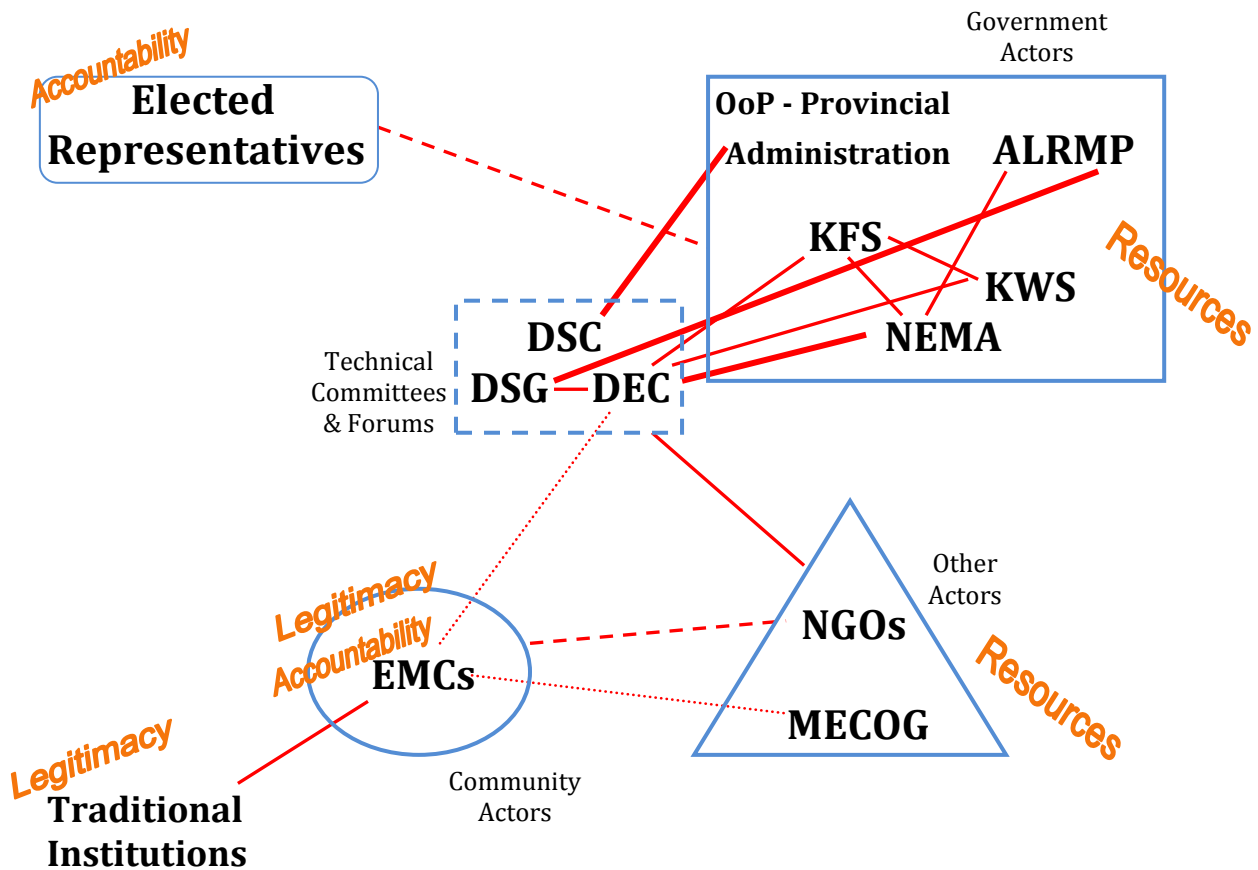 Government
Actors
Accountability
Elected
Representatives
OoP - Provincial
Administration
ALRMP
KFS
Resources
KWS
NEMA
DSC
Technical
Committees
& Forums
DSG
DEC
Legitimacy
Accountability
EMCs
Other
Actors
NGOs
Resources
MECOG
Legitimacy
Community
Actors
Traditional
Institutions